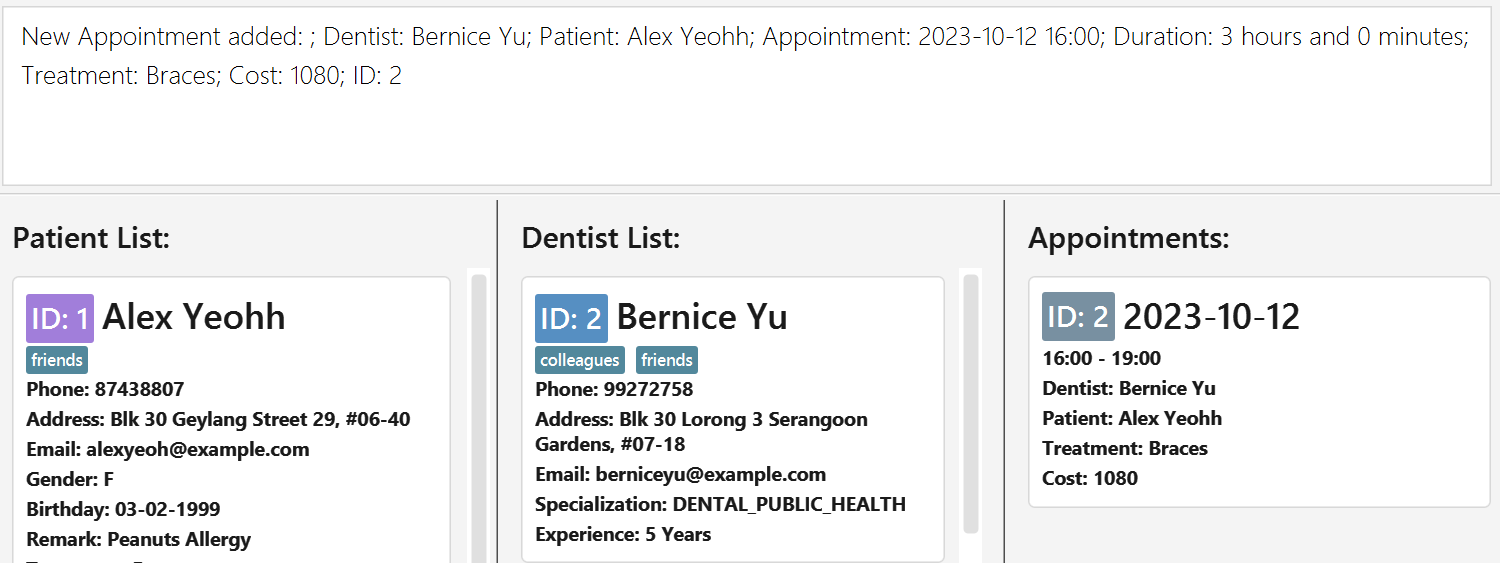 New Appointment added: ; Dentist: Bernice Yu; Patient: Alex Yeohh; Appointment: 2023-10-12 16:00; Duration: 3 hours and 0 minutes;
Treatment: Braces; Cost: 1080; ID: 2
Patient List:
ID: 1 Alex Yeohh
friends
Phone: 87438807
Address: Blk 30 Geylang Street 29, #06-40
Email: alexyeoh@example.com
Gender: F
Birthday: 03-02-1999
Remark: Peanuts Allergy
Dentist List:
ID: 2 Bernice Yu
colleagues friends
Phone: 99272758
Address: Blk 30 Lorong 3 Serangoon
Gardens, #07-18
Email: berniceyu@example.com
Specialization: DENTAL_PUBLIC_HEALTH
Experience: 5 Years
Appointments:
ID: 2 2023-10-12
16:00 - 19:00
Dentist: Bernice Yu
Patient: Alex Yeohh
Treatment: Braces
Cost: 1080